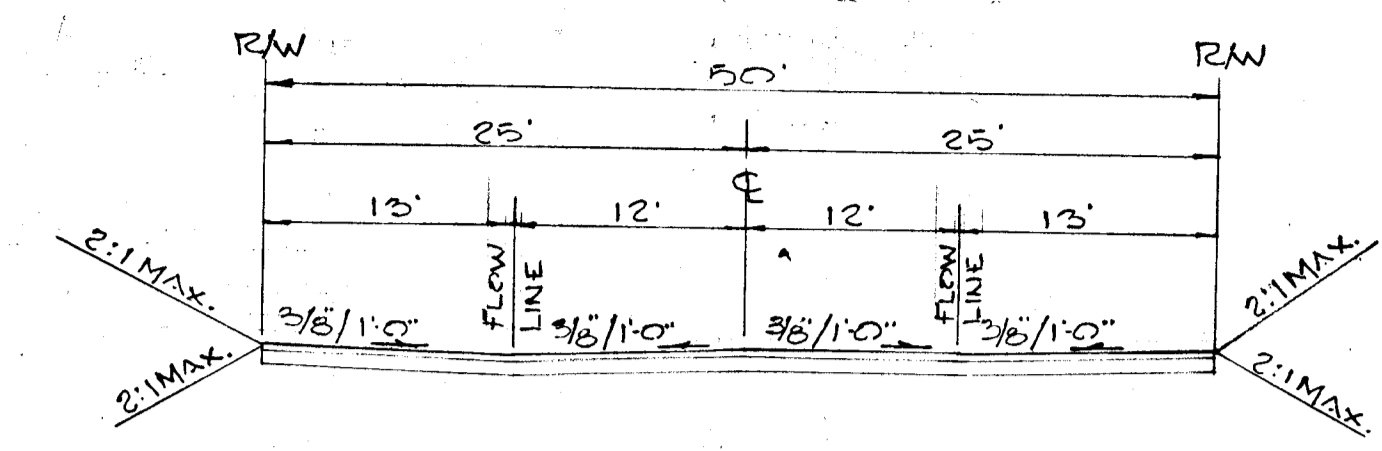 R/W
R/W
50'
25'
25'
℄
13'
12'
12'
13'
FLOW
LINE
FLOW
LINE
2:1 MAX.
2:1 MAX.
3/8"/1'-0"
3/8"/1'-0"
3/8"/1'-0"
3/8"/1'-0"
2:1 MAX.
2:1 MAX.